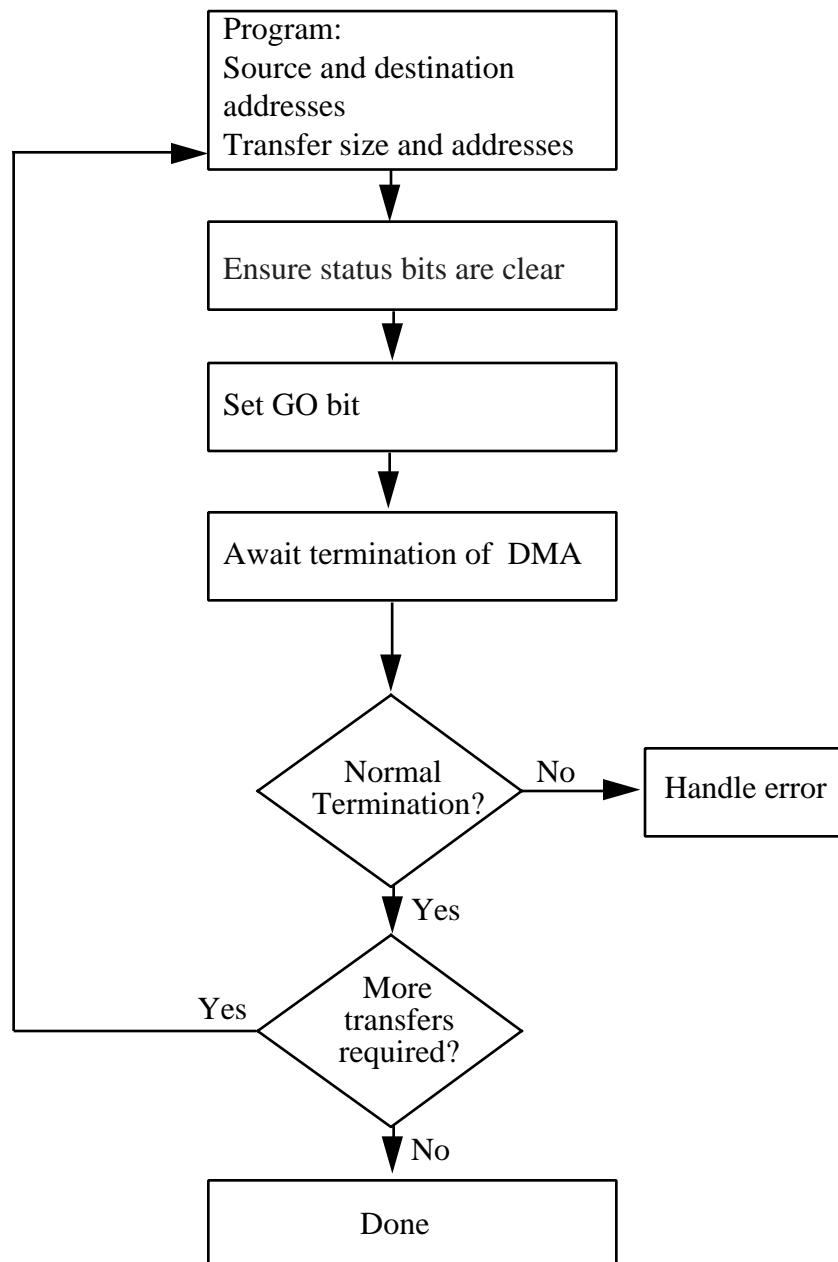 Program:
Source and destination
addresses
Transfer size and addresses
Ensure status bits are clear
Set GO bit
Await termination of DMA
Normal
Termination?
No
Handle error
Yes
More
transfers
required?
Yes
No
Done